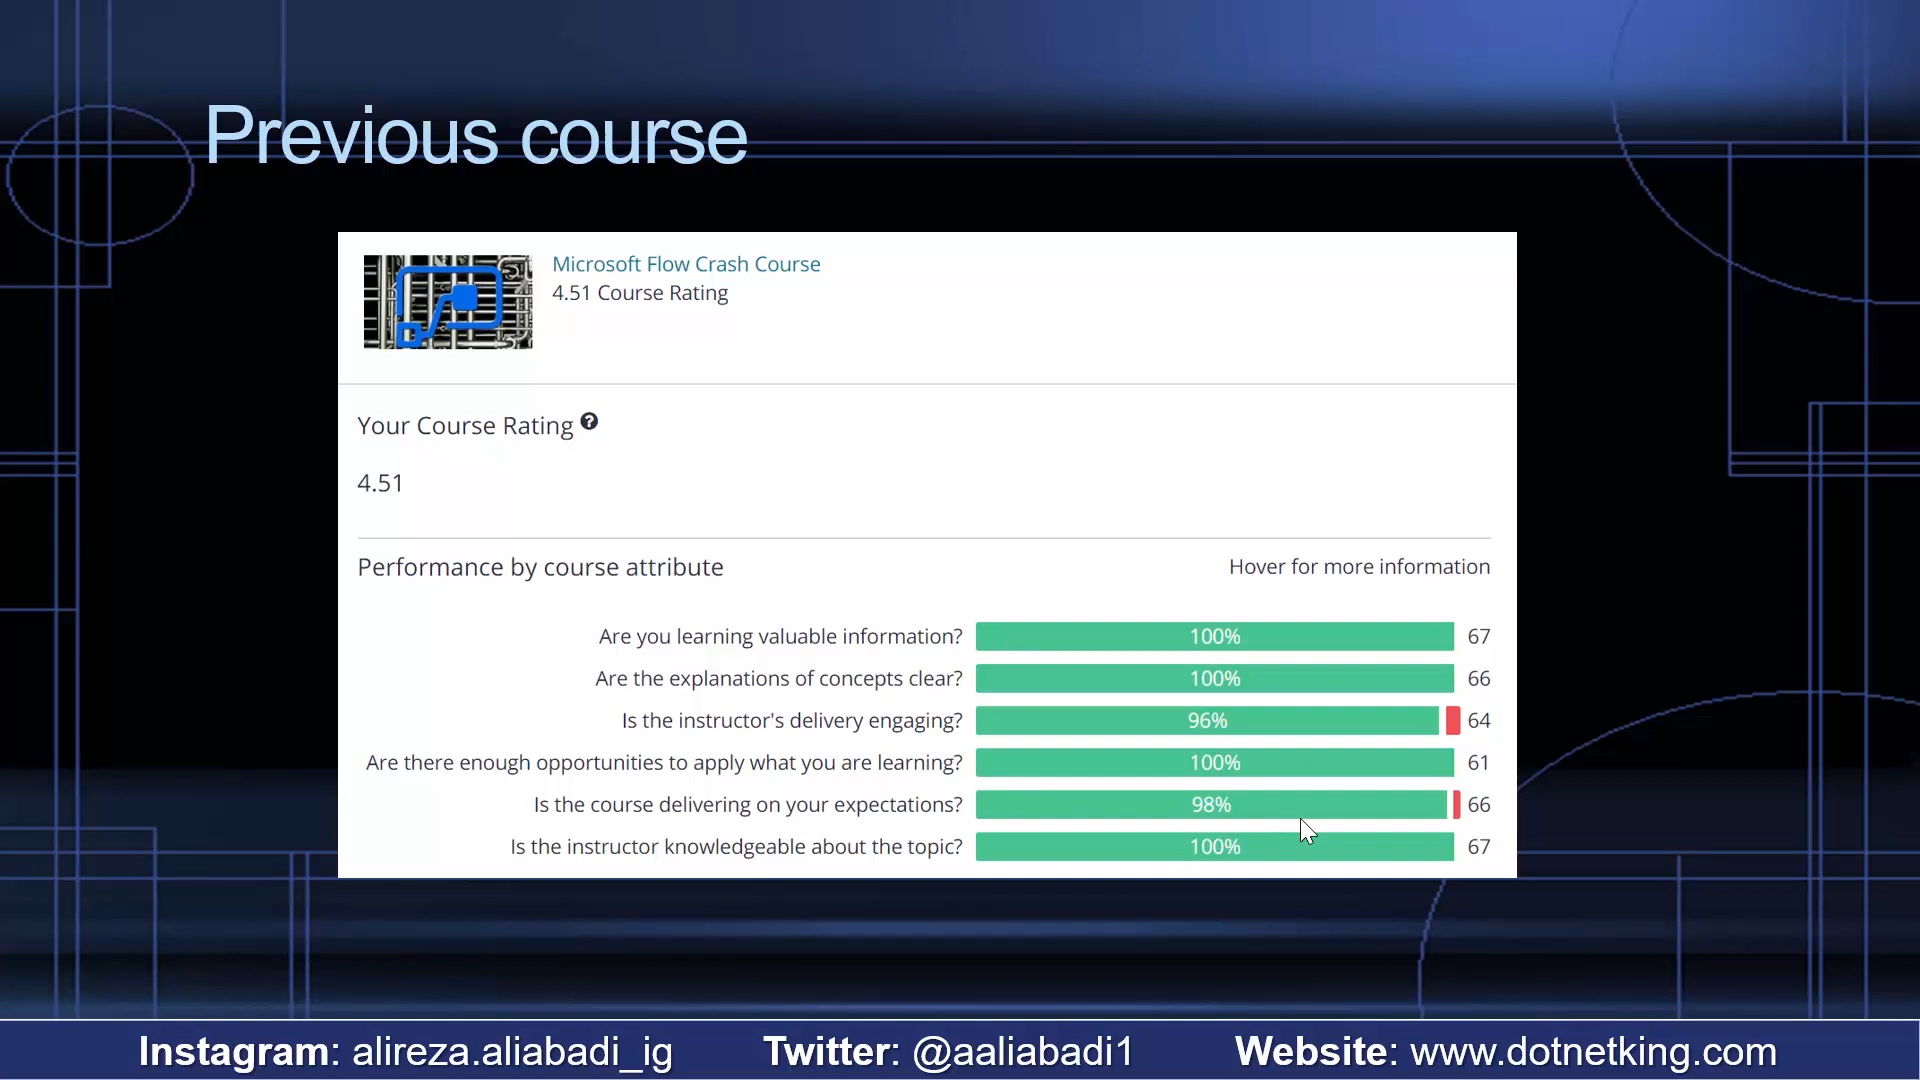 Previous course
Microsoft Flow Crash Course
4.51 Course Rating
Your Course Rating ?
4.51
Performance by course attribute Hover for more information
Are you learning valuable information? 100% 67
Are the explanations of concepts clear? 100% 66
Is the instructor's delivery engaging? 96% 64
Are there enough opportunities to apply what you are learning? 100% 61
Is the course delivering on your expectations? 98% 66
Is the instructor knowledgeable about the topic? 100% 67
Instagram: alireza.aliabadi_ig Twitter: @aaliabadi1 Website: www.dotnetking.com